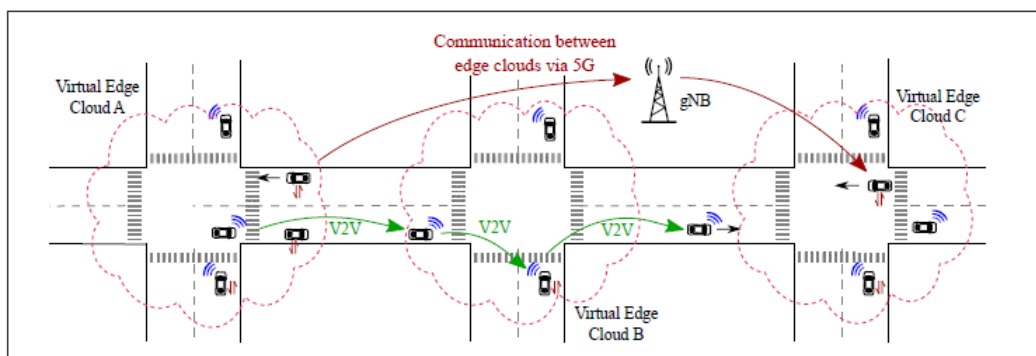 Communication between
edge clouds via 5G
Virtual Edge
Cloud A
gNB
Virtual Edge
Cloud C
V2V
V2V
V2V
Virtual Edge
Cloud B